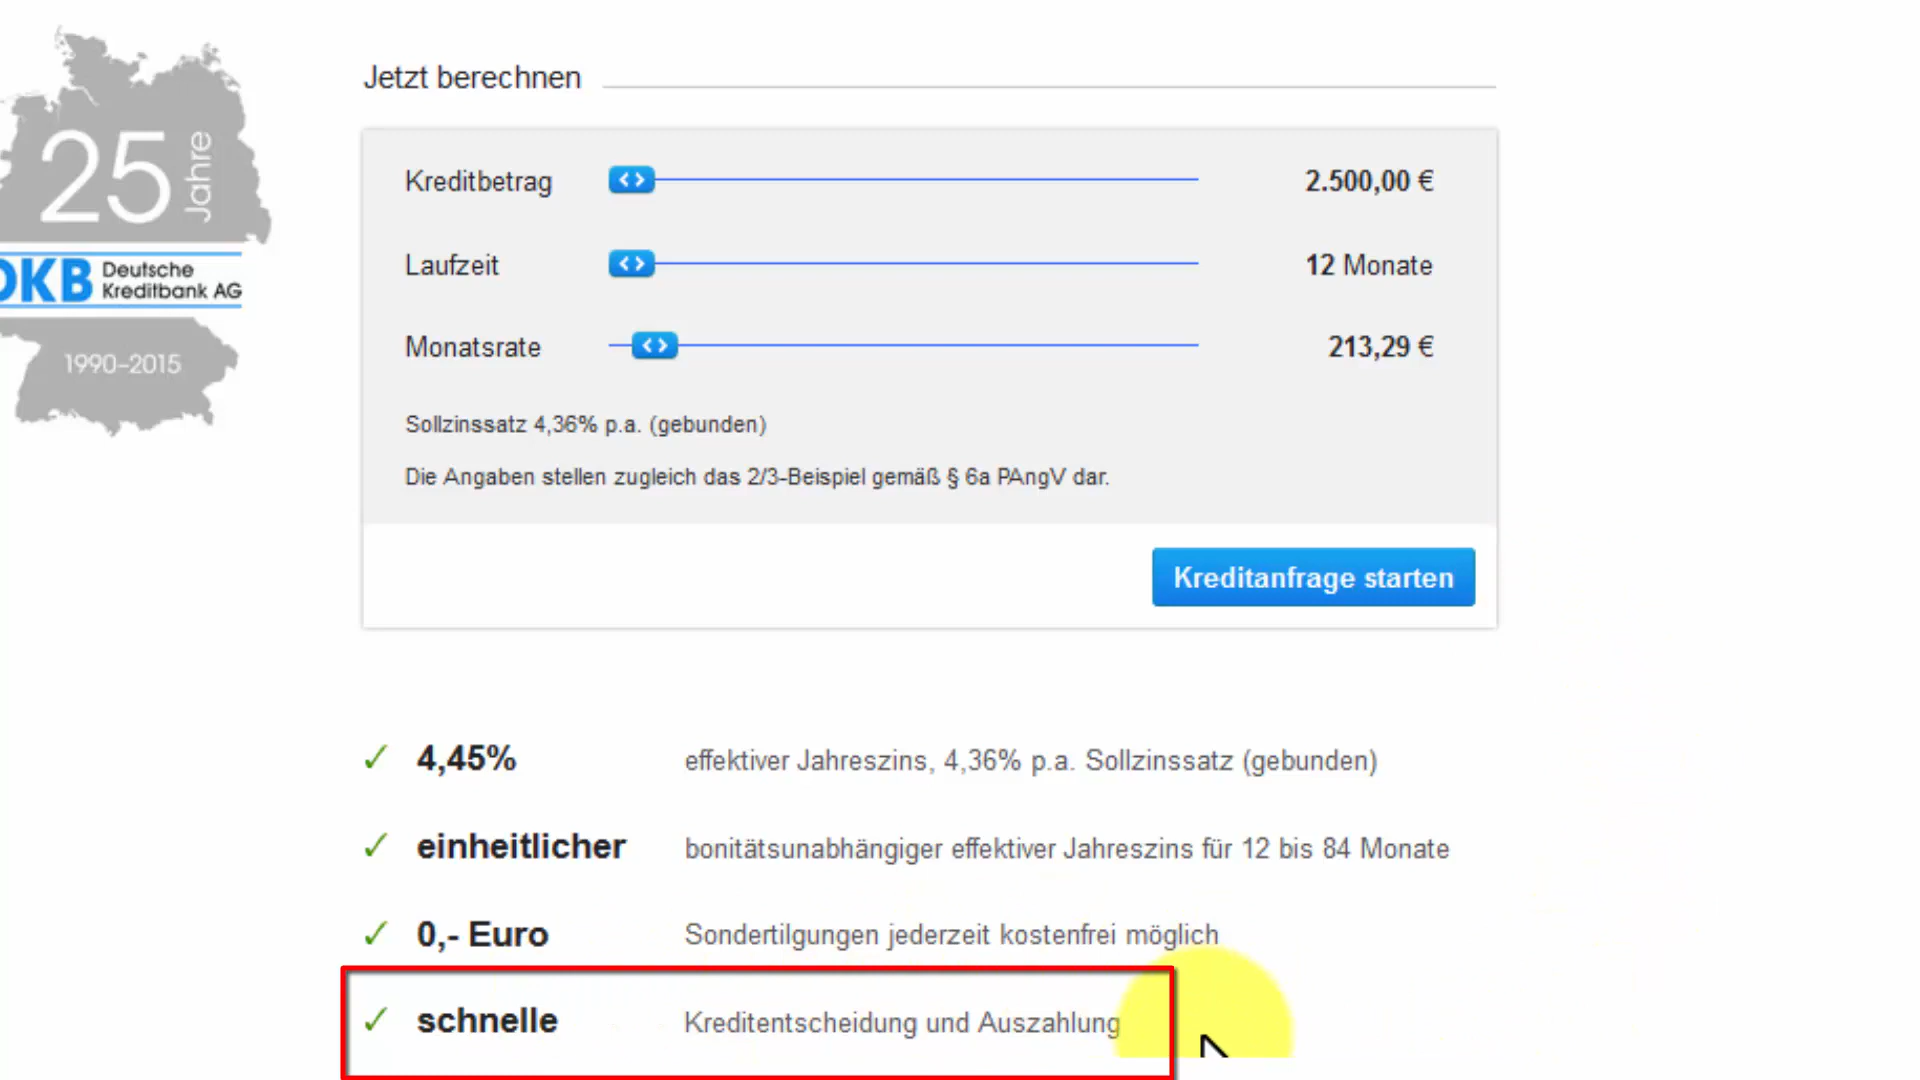 25 Jahre
DKB Deutsche
Kreditbank AG
1990–2015
Jetzt berechnen
Kreditbetrag 2.500,00 €
Laufzeit 12 Monate
Monatsrate 213,29 €
Sollzinssatz 4,36% p.a. (gebunden)
Die Angaben stellen zugleich das 2/3-Beispiel gemäß § 6a PAngV dar.
Kreditanfrage starten
✓ 4,45% effektiver Jahreszins, 4,36% p.a. Sollzinssatz (gebunden)
✓ einheitlicher bonitätsunabhängiger effektiver Jahreszins für 12 bis 84 Monate
✓ 0,- Euro Sondertilgungen jederzeit kostenfrei möglich
✓ schnelle Kreditentscheidung und Auszahlung